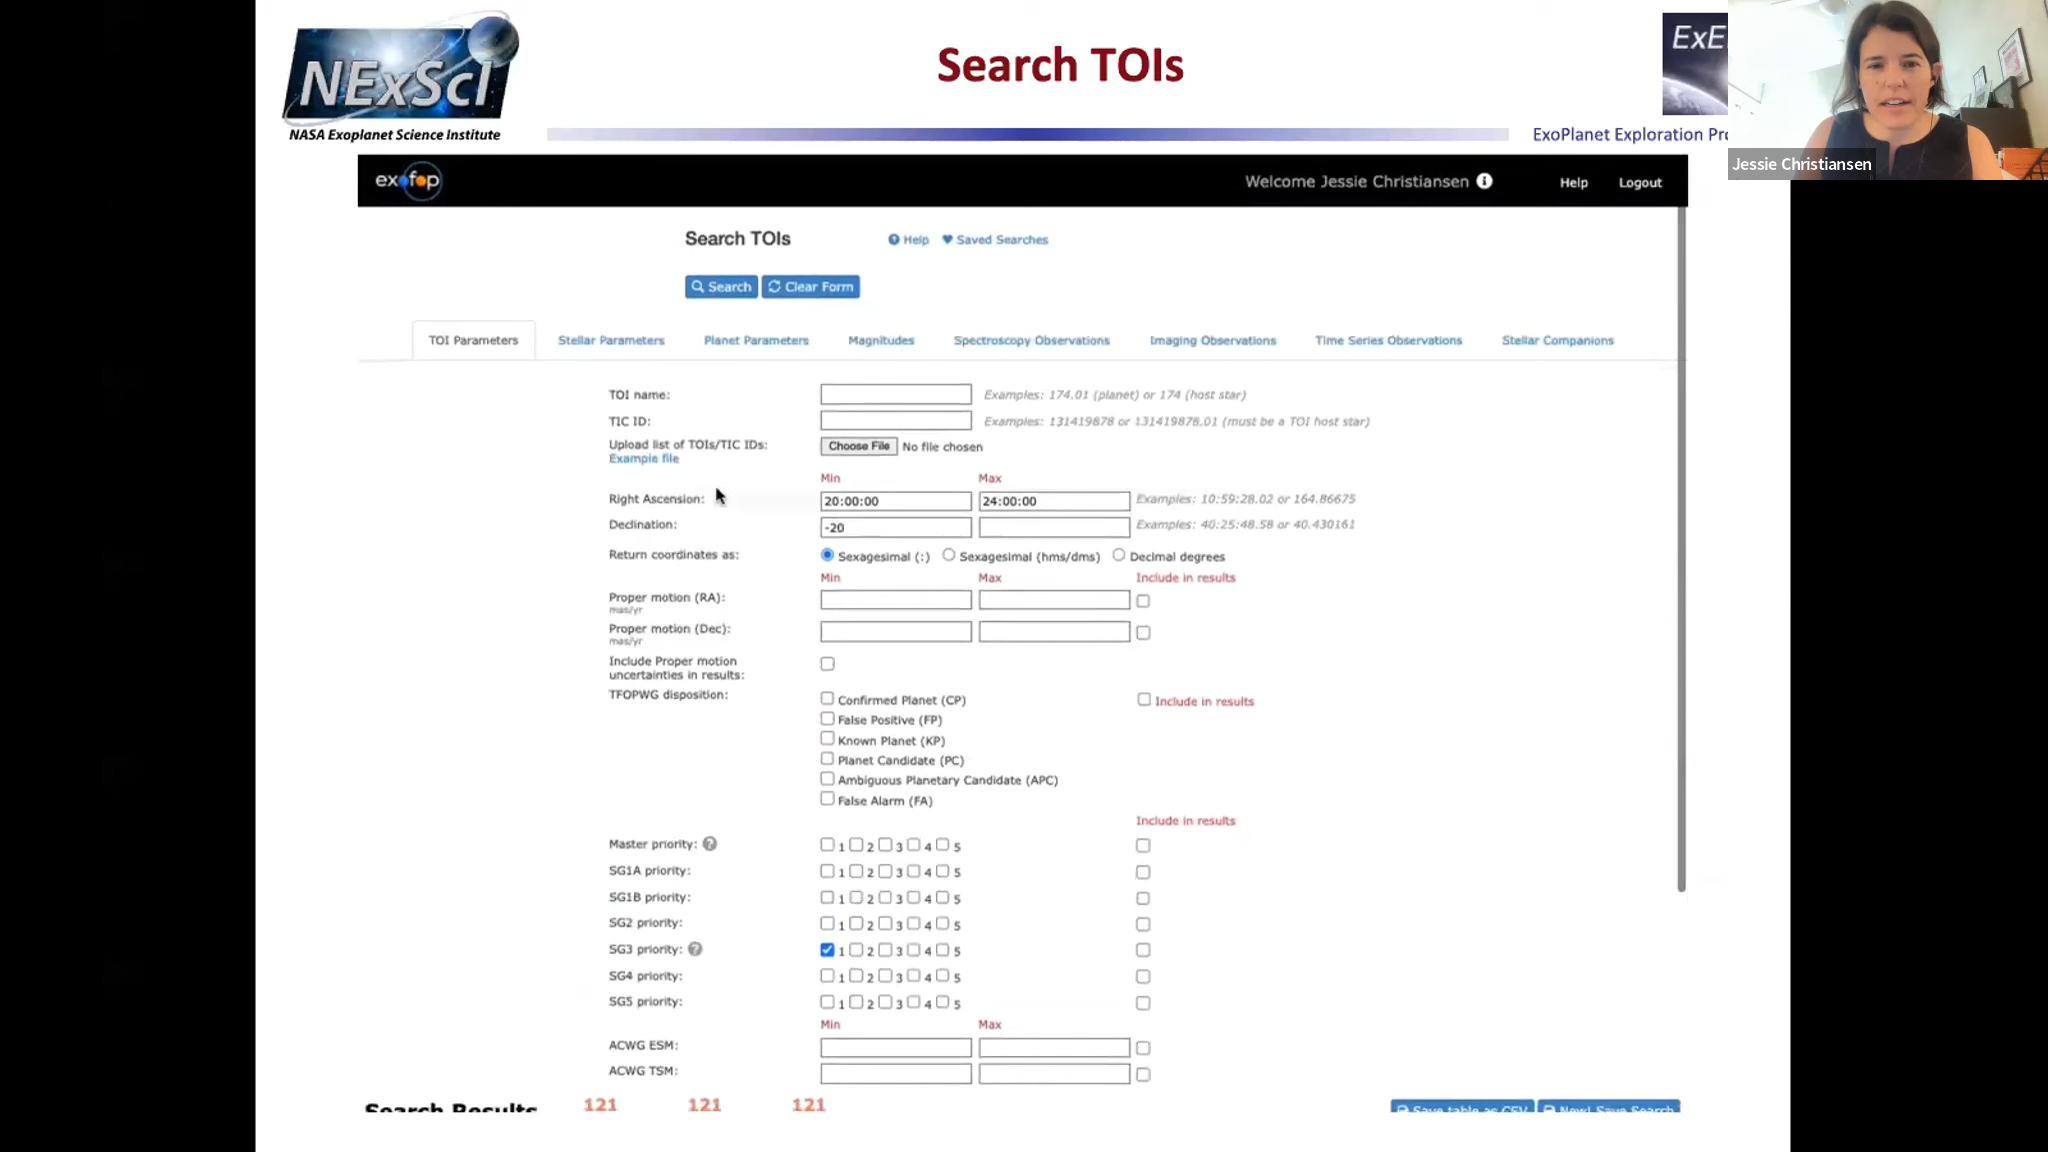 NExScI
NASA Exoplanet Science Institute
Search TOIs
ExE
ExoPlanet Exploration Pr
Jessie Christiansen
exofop
Welcome Jessie Christiansen
Help
Logout
Search TOIs
Help
Saved Searches
Search
Clear Form
TOI Parameters
Stellar Parameters
Planet Parameters
Magnitudes
Spectroscopy Observations
Imaging Observations
Time Series Observations
Stellar Companions
TOI name: Examples: 174.01 (planet) or 174 (host star)
TIC ID: Examples: 131419878 or 131419878.01 (must be a TOI host star)
Upload list of TOIs/TIC IDs: Choose File No file chosen
Example file
Min Max
Right Ascension: 20:00:00 24:00:00 Examples: 10:59:28.02 or 164.86675
Declination: -20 Examples: 40:25:48.58 or 40.430161
Return coordinates as: Sexagesimal (:) Sexagesimal (hms/dms) Decimal degrees
Min Max Include in results
Proper motion (RA):
mas/yr
Proper motion (Dec):
mas/yr
Include Proper motion
uncertainties in results:
TFOPWG disposition: Confirmed Planet (CP) Include in results
False Positive (FP)
Known Planet (KP)
Planet Candidate (PC)
Ambiguous Planetary Candidate (APC)
False Alarm (FA)
Include in results
Master priority: ? 1 2 3 4 5
SG1A priority: 1 2 3 4 5
SG1B priority: 1 2 3 4 5
SG2 priority: 1 2 3 4 5
SG3 priority: ? 1 2 3 4 5
SG4 priority: 1 2 3 4 5
SG5 priority: 1 2 3 4 5
Min Max
ACWG ESM:
ACWG TSM:
Search Results 121 121 121 Save table as CSV New! Save Search